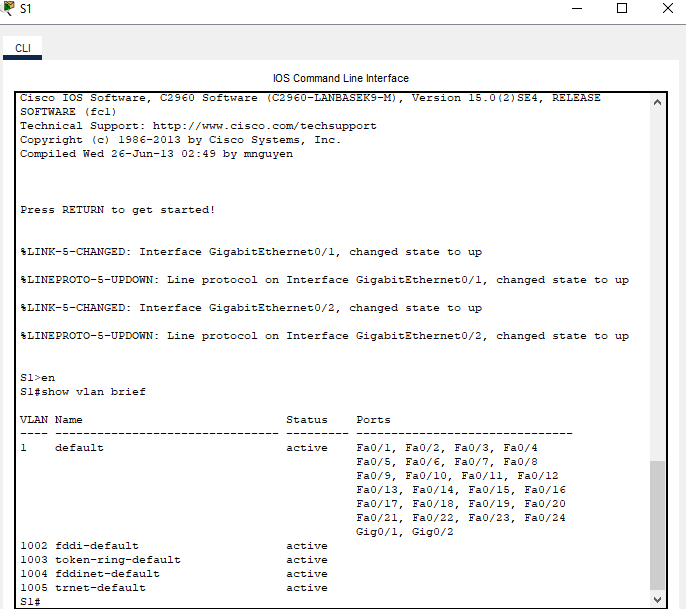 S1
CLI
IOS Command Line Interface
Cisco IOS Software, C2960 Software (C2960-LANBASEK9-M), Version 15.0(2)SE4, RELEASE
SOFTWARE (fc1)
Technical Support: http://www.cisco.com/techsupport
Copyright (c) 1986-2013 by Cisco Systems, Inc.
Compiled Wed 26-Jun-13 02:49 by mnguyen
Press RETURN to get started!
%LINK-5-CHANGED: Interface GigabitEthernet0/1, changed state to up
%LINEPROTO-5-UPDOWN: Line protocol on Interface GigabitEthernet0/1, changed state to up
%LINK-5-CHANGED: Interface GigabitEthernet0/2, changed state to up
%LINEPROTO-5-UPDOWN: Line protocol on Interface GigabitEthernet0/2, changed state to up
S1>en
S1#show vlan brief
VLAN Name                             Status    Ports
---- -------------------------------- --------- -------------------------------
1    default                          active    Fa0/1, Fa0/2, Fa0/3, Fa0/4
                                                Fa0/5, Fa0/6, Fa0/7, Fa0/8
                                                Fa0/9, Fa0/10, Fa0/11, Fa0/12
                                                Fa0/13, Fa0/14, Fa0/15, Fa0/16
                                                Fa0/17, Fa0/18, Fa0/19, Fa0/20
                                                Fa0/21, Fa0/22, Fa0/23, Fa0/24
                                                Gig0/1, Gig0/2
1002 fddi-default                     active
1003 token-ring-default               active
1004 fddinet-default                  active
1005 trnet-default                    active
S1#